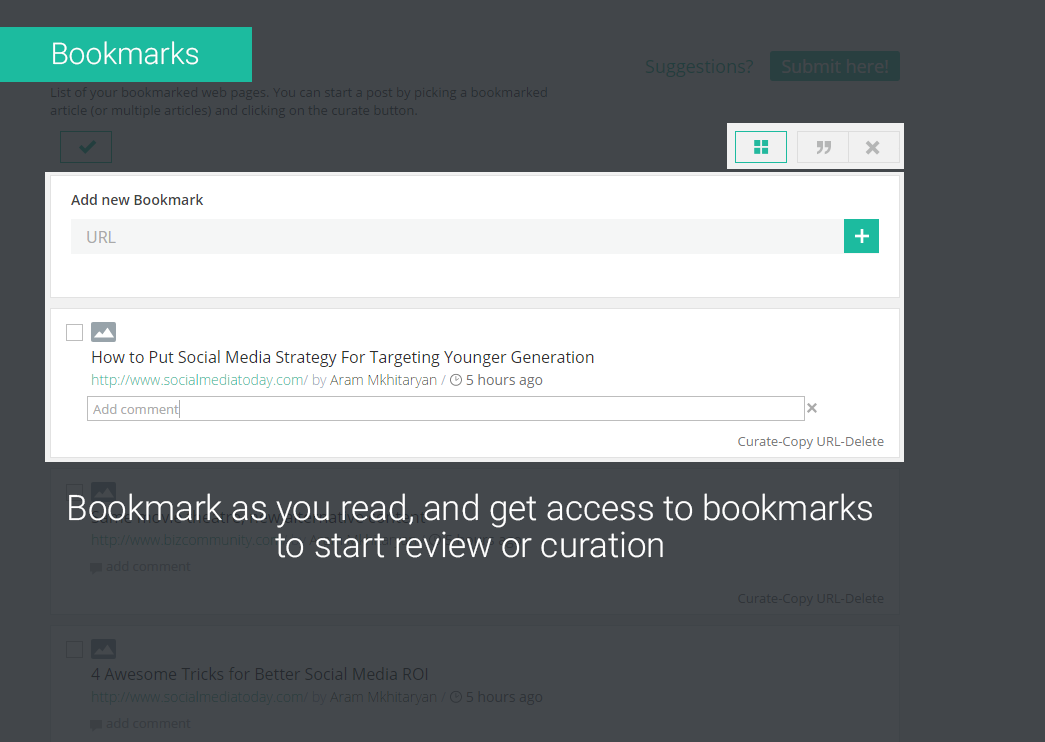 Bookmarks
Suggestions? Submit here!
List of your bookmarked web pages. You can start a post by picking a bookmarked
article (or multiple articles) and clicking on the curate button.
Add new Bookmark
URL
How to Put Social Media Strategy For Targeting Younger Generation
http://www.socialmediatoday.com/ by Aram Mkhitaryan / 5 hours ago
Add comment
Curate-Copy URL-Delete
Bookmark as you read, and get access to bookmarks
to start review or curation
http://www.bizcommunity.com
add comment
Curate-Copy URL-Delete
4 Awesome Tricks for Better Social Media ROI
http://www.socialmediatoday.com/ by Aram Mkhitaryan / 5 hours ago
add comment